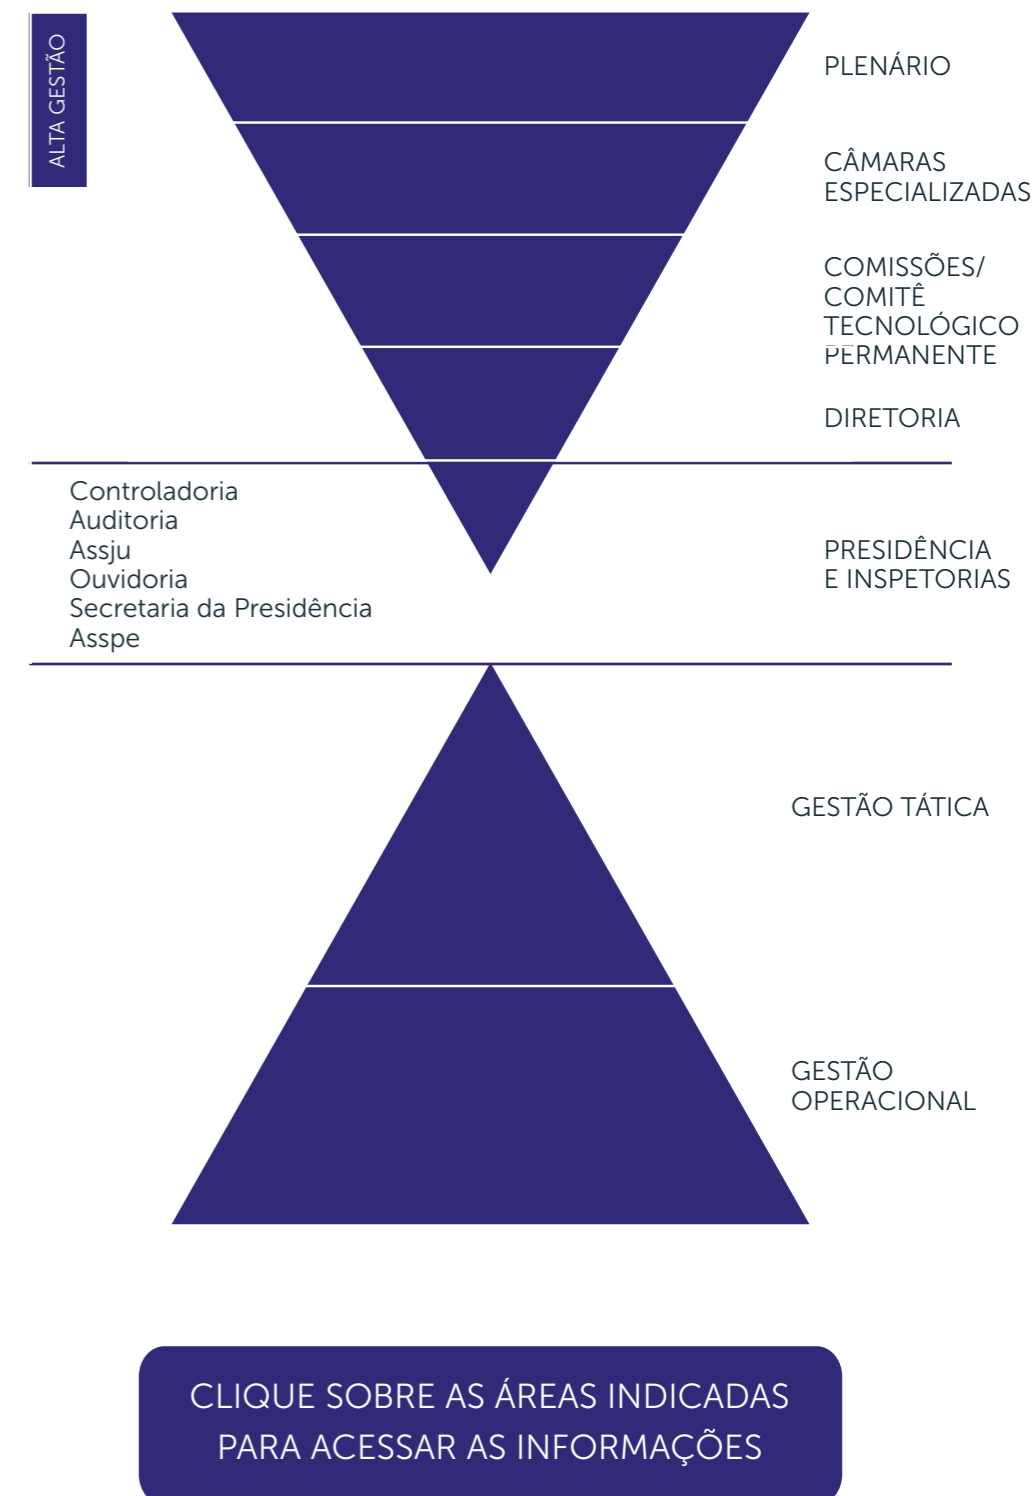 ALTA GESTÃO
PLENÁRIO
CÂMARAS
ESPECIALIZADAS
COMISSÕES/
COMITÊ
TECNOLÓGICO
PERMANENTE
DIRETORIA
Controladoria
Auditoria
Assju
Ouvidoria
Secretaria da Presidência
Asspe
PRESIDÊNCIA
E INSPETORIAS
GESTÃO TÁTICA
GESTÃO
OPERACIONAL
CLIQUE SOBRE AS ÁREAS INDICADAS
PARA ACESSAR AS INFORMAÇÕES